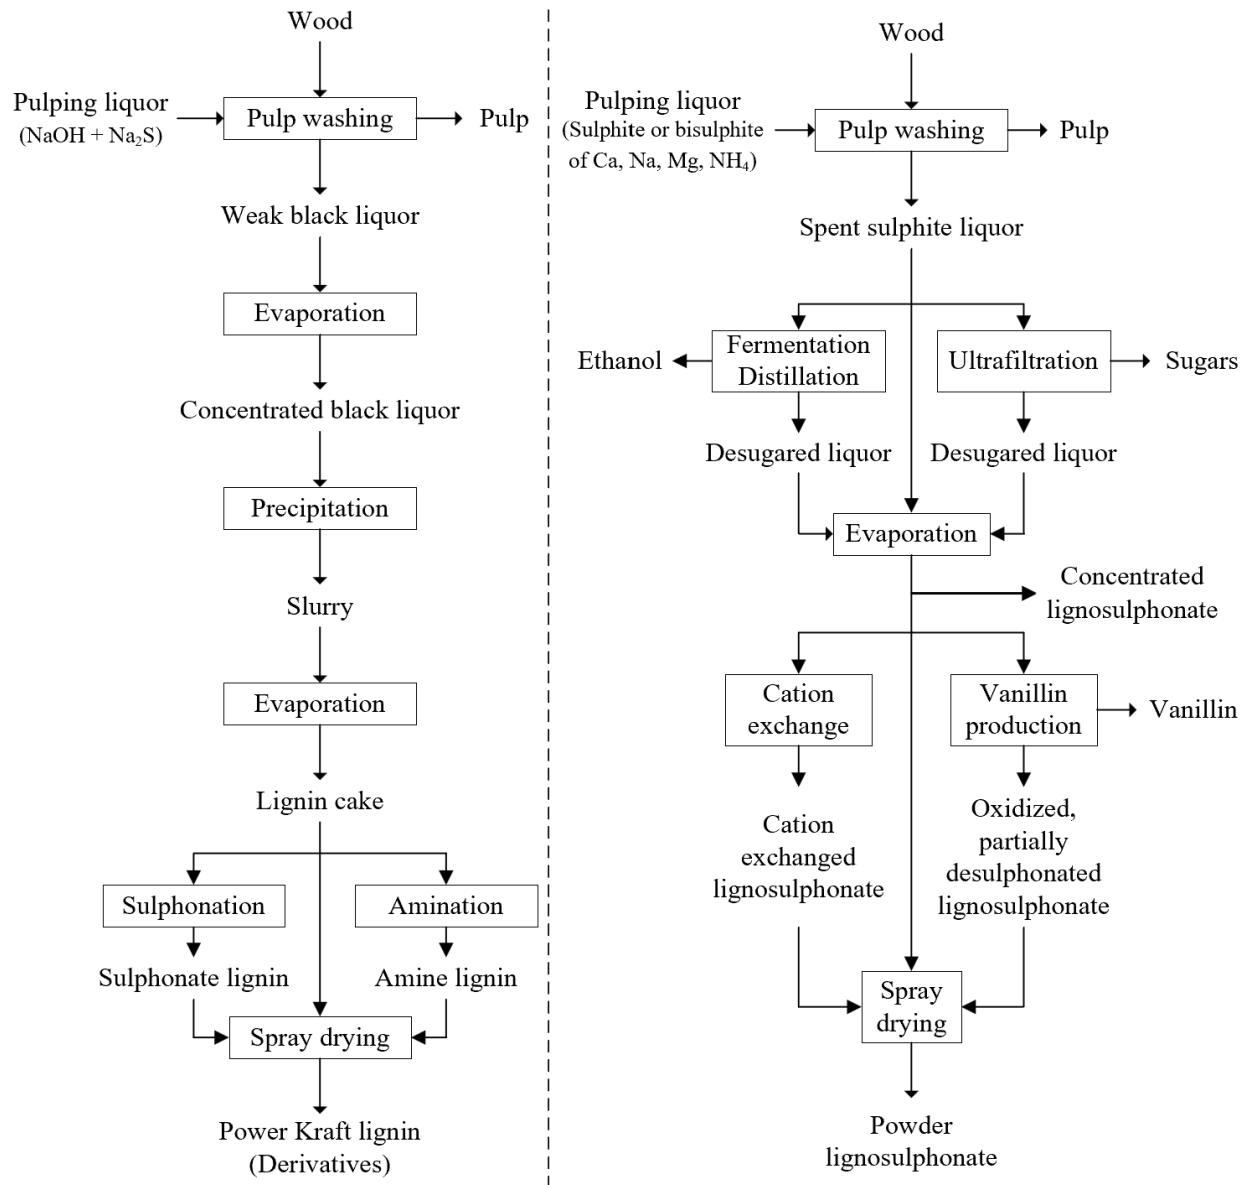 Wood
Pulping liquor
(NaOH + Na₂S)
Pulp washing
Pulp
Weak black liquor
Evaporation
Concentrated black liquor
Precipitation
Slurry
Evaporation
Lignin cake
Sulphonation
Amination
Sulphonate lignin
Amine lignin
Spray drying
Power Kraft lignin
(Derivatives)
Wood
Pulping liquor
(Sulphite or bisulphite
of Ca, Na, Mg, NH₄)
Pulp washing
Pulp
Spent sulphite liquor
Ethanol
Fermentation
Distillation
Ultrafiltration
Sugars
Desugared liquor
Desugared liquor
Evaporation
Concentrated
lignosulphonate
Cation
exchange
Vanillin
production
Vanillin
Cation
exchanged
lignosulphonate
Oxidized,
partially
desulphonated
lignosulphonate
Spray
drying
Powder
lignosulphonate